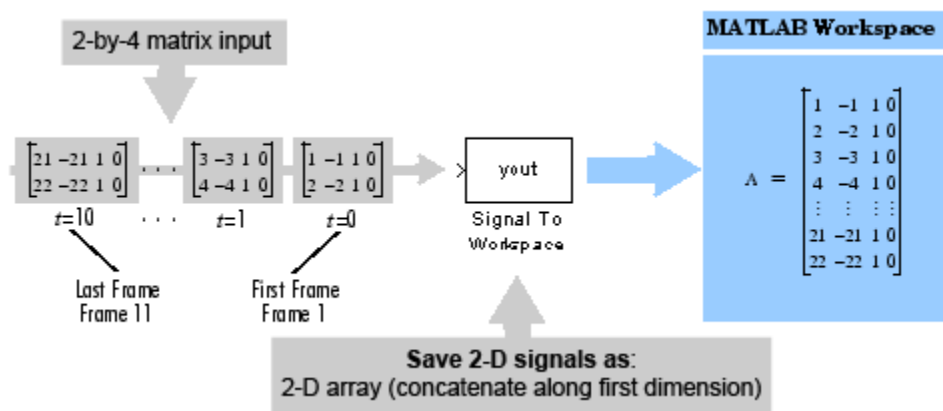 2-by-4 matrix input
MATLAB Workspace
21 −21 1 0
22 −22 1 0
. . .
3 −3 1 0
4 −4 1 0
1 −1 1 0
2 −2 1 0
t=10
. . .
t=1
t=0
Last Frame
Frame 11
First Frame
Frame 1
yout
Signal To
Workspace
A =
1 −1 1 0
2 −2 1 0
3 −3 1 0
4 −4 1 0
⋮ ⋮ ⋮ ⋮
21 −21 1 0
22 −22 1 0
Save 2-D signals as:
2-D array (concatenate along first dimension)